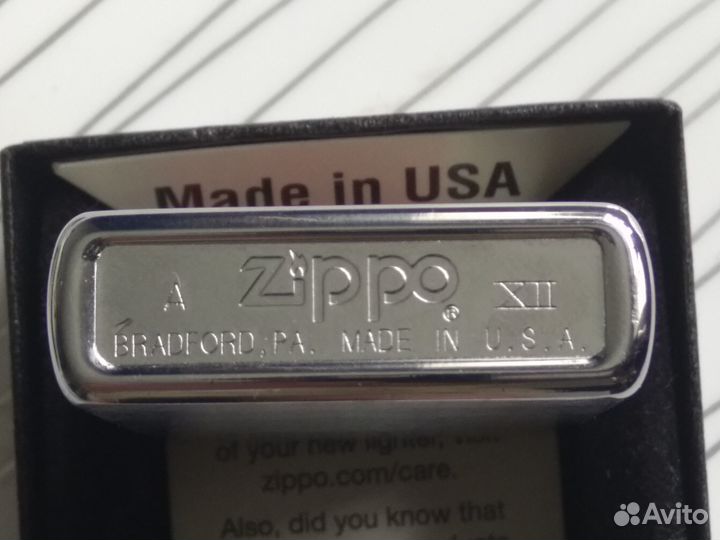 Made in USA
A Zippo® XII
BRADFORD, PA. MADE IN U.S.A.
of your new lighter, visit
zippo.com/care.
Also, did you know that
Avito